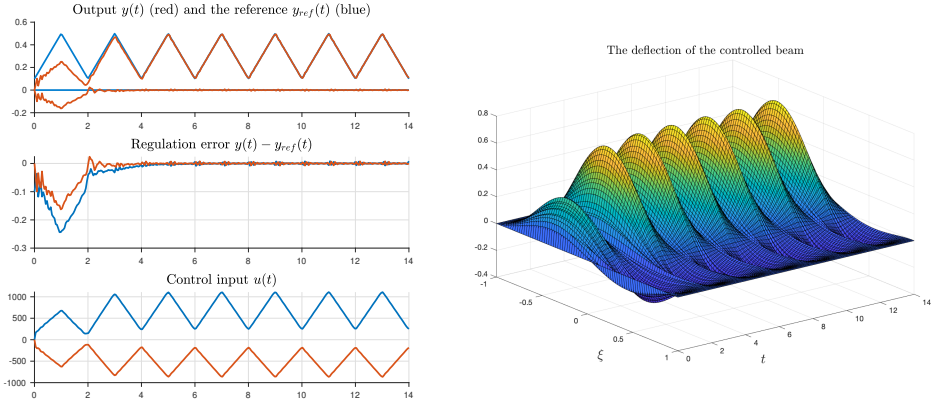 Output y(t) (red) and the reference y_ref(t) (blue)
0.6
0.4
0.2
0
-0.2
0 2 4 6 8 10 12 14
Regulation error y(t) − y_ref(t)
0
-0.1
-0.2
-0.3
0 2 4 6 8 10 12 14
Control input u(t)
1000
500
0
-500
-1000
0 2 4 6 8 10 12 14
The deflection of the controlled beam
0.8
0.6
0.4
0.2
0
-0.2
-0.4
-1
-0.5
0
0.5
1
ξ
0 2 4 6 8 10 12 14
t